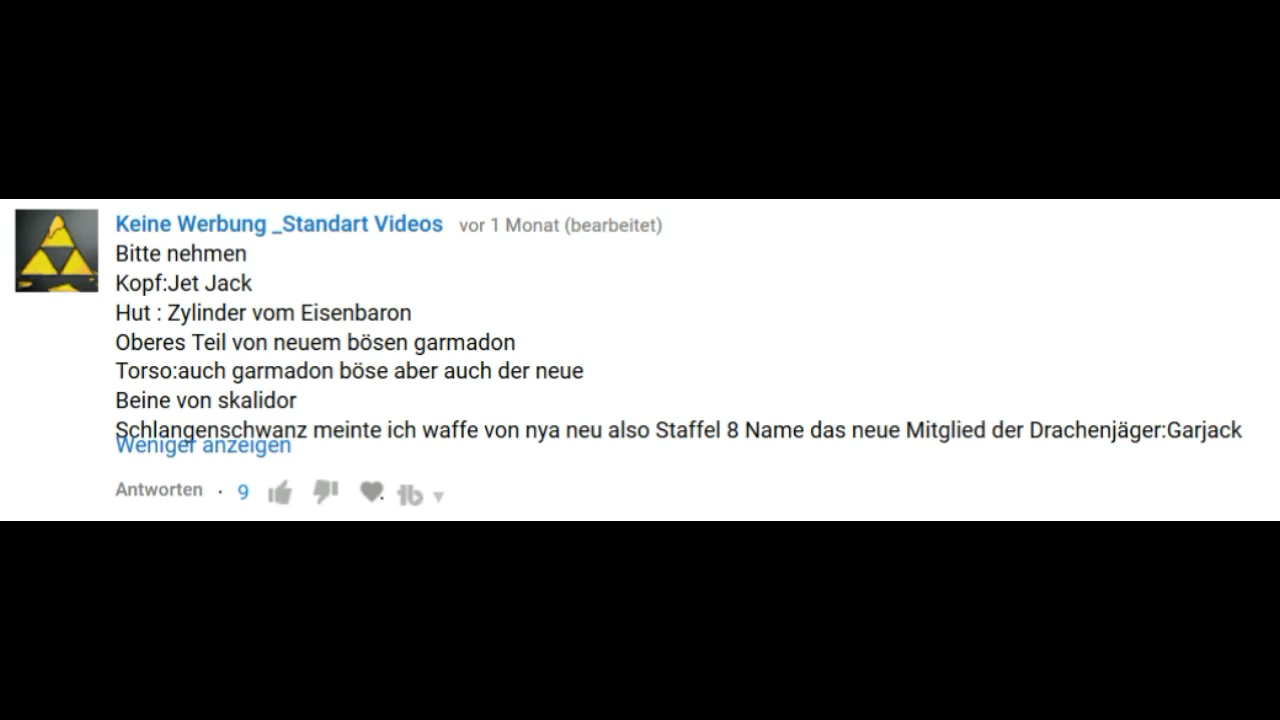 Keine Werbung _Standart Videos vor 1 Monat (bearbeitet)
Bitte nehmen
Kopf:Jet Jack
Hut : Zylinder vom Eisenbaron
Oberes Teil von neuem bösen garmadon
Torso:auch garmadon böse aber auch der neue
Beine von skalidor
Schlangenschwanz meinte ich waffe von nya neu also Staffel 8 Name das neue Mitglied der Drachenjäger:Garjack
Weniger anzeigen
Antworten · 9 tb